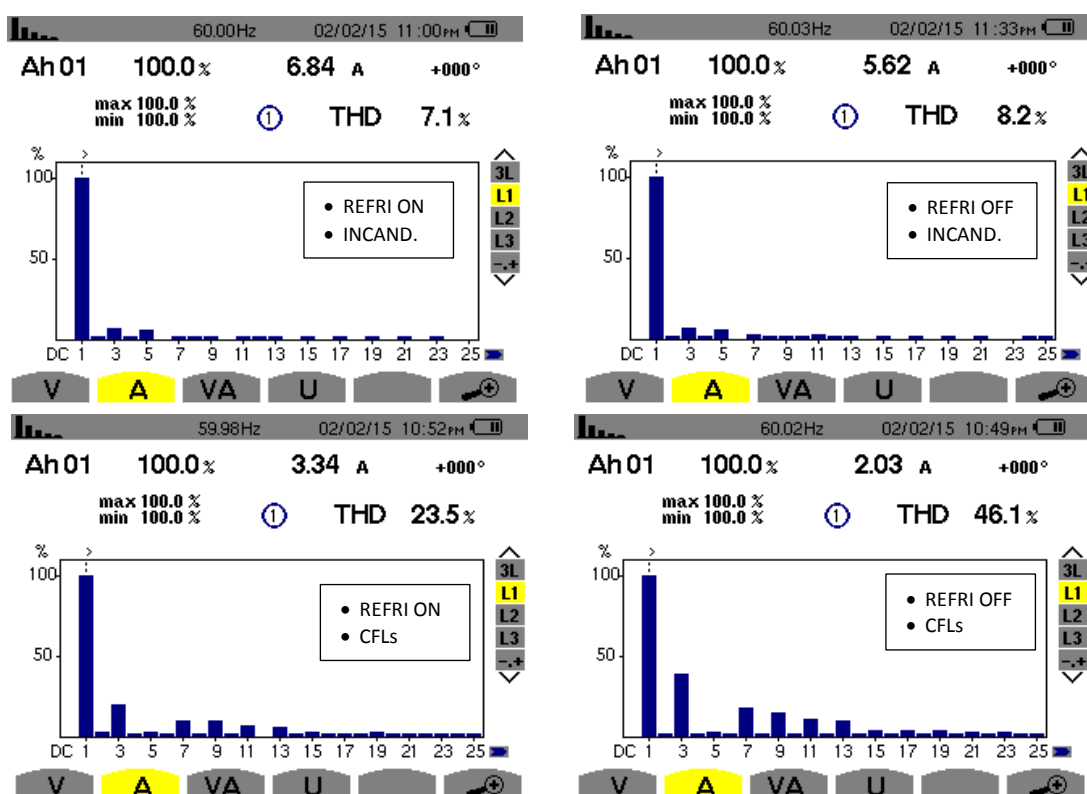 60.00Hz 02/02/15 11:00PM
Ah 01 100.0 % 6.84 A +000°
max 100.0 %
min 100.0 %
1 THD 7.1 %
%
100
50
3L
L1
L2
L3
-.+
• REFRI ON
• INCAND.
DC 1 3 5 7 9 11 13 15 17 19 21 23 25
V A VA U
60.03Hz 02/02/15 11:33PM
Ah 01 100.0 % 5.62 A +000°
max 100.0 %
min 100.0 %
1 THD 8.2 %
%
100
50
3L
L1
L2
L3
-.+
• REFRI OFF
• INCAND.
DC 1 3 5 7 9 11 13 15 17 19 21 23 25
V A VA U
59.98Hz 02/02/15 10:52PM
Ah 01 100.0 % 3.34 A +000°
max 100.0 %
min 100.0 %
1 THD 23.5 %
%
100
50
3L
L1
L2
L3
-.+
• REFRI ON
• CFLs
DC 1 3 5 7 9 11 13 15 17 19 21 23 25
V A VA U
60.02Hz 02/02/15 10:49PM
Ah 01 100.0 % 2.03 A +000°
max 100.0 %
min 100.0 %
1 THD 46.1 %
%
100
50
3L
L1
L2
L3
-.+
• REFRI OFF
• CFLs
DC 1 3 5 7 9 11 13 15 17 19 21 23 25
V A VA U